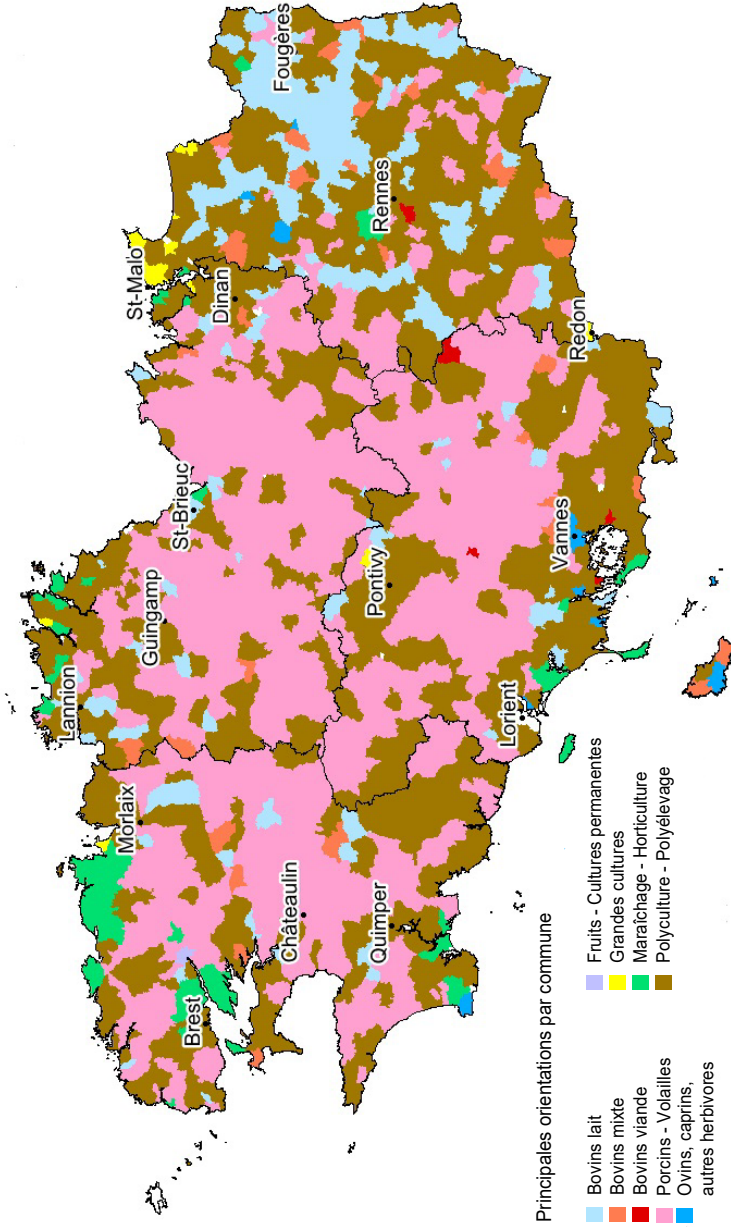 Fougères
St-Malo
Rennes
Dinan
Redon
St-Brieuc
Guingamp
Lannion
Pontivy
Vannes
Lorient
Morlaix
Châteaulin
Quimper
Brest
Principales orientations par commune
Bovins lait
Bovins mixte
Bovins viande
Porcins - Volailles
Ovins, caprins,
autres herbivores
Fruits - Cultures permanentes
Grandes cultures
Maraîchage - Horticulture
Polyculture - Polyélevage